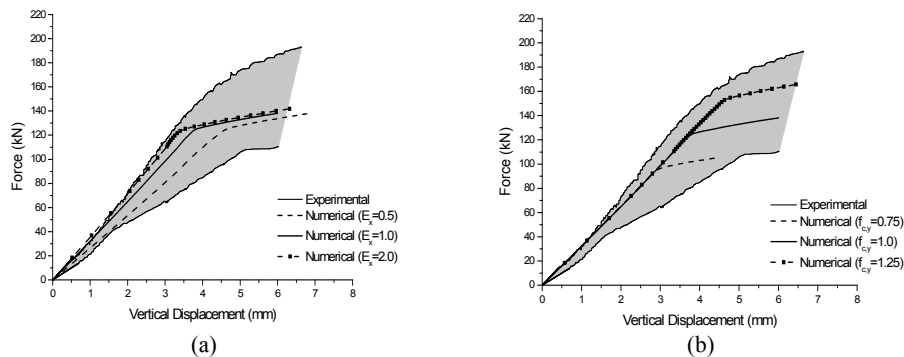 220
200
180
160
140
120
100
80
60
40
20
0
Force (kN)
0 1 2 3 4 5 6 7 8
Vertical Displacement (mm)
Experimental
Numerical (Eₓ=0.5)
Numerical (Eₓ=1.0)
Numerical (Eₓ=2.0)
(a)
220
200
180
160
140
120
100
80
60
40
20
0
Force (kN)
0 1 2 3 4 5 6 7 8
Vertical Displacement (mm)
Experimental
Numerical (f_c,y=0.75)
Numerical (f_c,y=1.0)
Numerical (f_c,y=1.25)
(b)